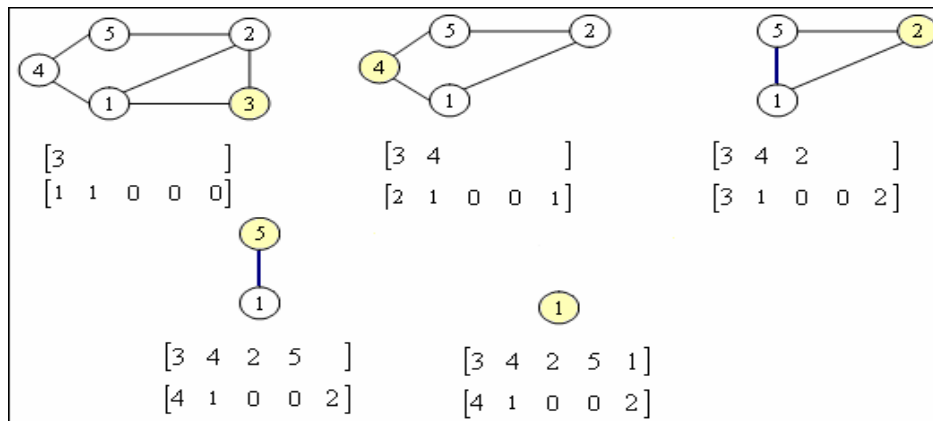 5 2
4
1 3
[3 ]
[1 1 0 0 0]
5 2
4
1
[3 4 ]
[2 1 0 0 1]
5 2
1
[3 4 2 ]
[3 1 0 0 2]
5
1
[3 4 2 5 ]
[4 1 0 0 2]
1
[3 4 2 5 1]
[4 1 0 0 2]